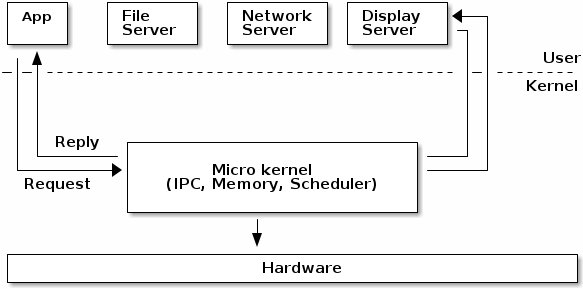 App
File
Server
Network
Server
Display
Server
User
Kernel
Reply
Request
Micro kernel
(IPC, Memory, Scheduler)
Hardware